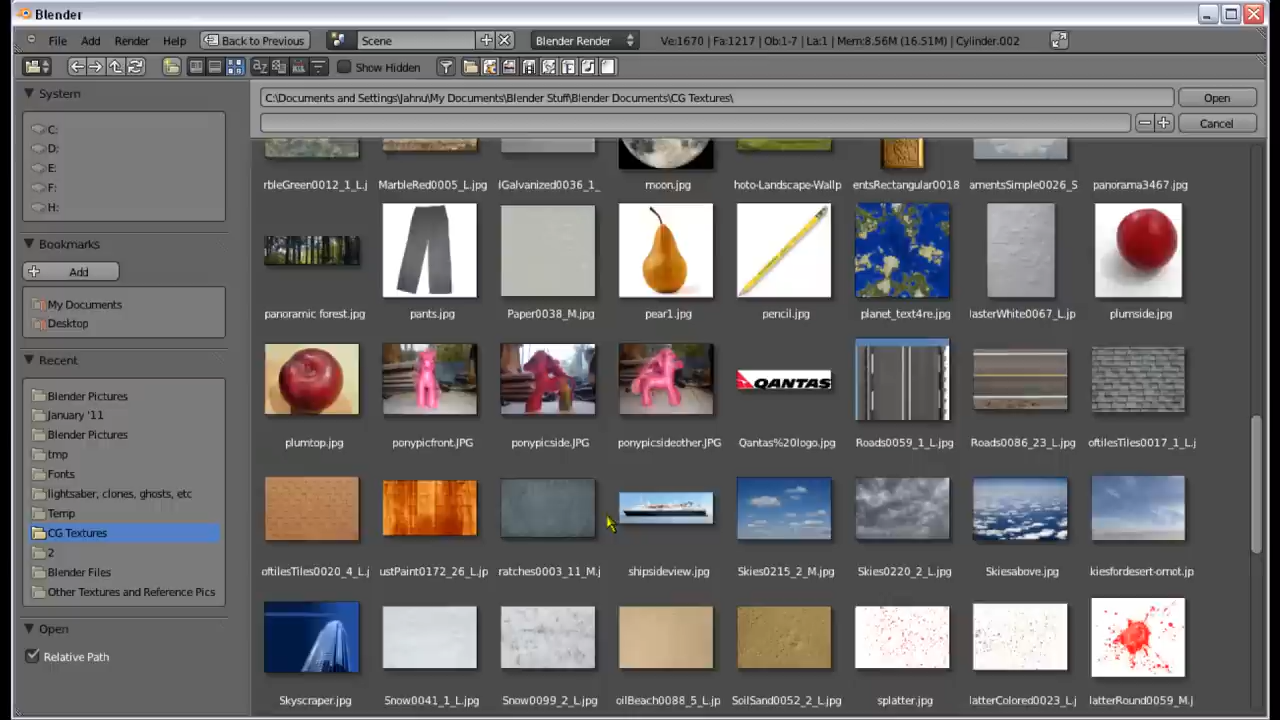 Blender
File Add Render Help Back to Previous Scene Blender Render Ve:1670 | Fa:1217 | Ob:1-7 | La:1 | Mem:8.56M (16.51M) | Cylinder.002
Show Hidden
System
C:
D:
E:
F:
H:
Bookmarks
Add
My Documents
Desktop
Recent
Blender Pictures
January '11
Blender Pictures
tmp
Fonts
lightsaber, clones, ghosts, etc
Temp
CG Textures
2
Blender Files
Other Textures and Reference Pics
Open
Relative Path
C:\Documents and Settings\Jahnu\My Documents\Blender Stuff\Blender Documents\CG Textures\
Open
Cancel
rbleGreen0012_1_L.j MarbleRed0005_L.jpg lGalvanized0036_1_ moon.jpg hoto-Landscape-Wallp entsRectangular0018 amentsSimple0026_S panorama3467.jpg
panoramic forest.jpg pants.jpg Paper0038_M.jpg pear1.jpg pencil.jpg planet_text4re.jpg lasterWhite0067_L.jp plumside.jpg
QANTAS
plumtop.jpg ponypicfront.JPG ponypicside.JPG ponypicsideother.JPG Qantas%20logo.jpg Roads0059_1_L.jpg Roads0086_23_L.jpg oftilesTiles0017_1_L.j
oftilesTiles0020_4_L.j ustPaint0172_26_L.jp ratches0003_11_M.j shipsideview.jpg Skies0215_2_M.jpg Skies0220_2_L.jpg Skiesabove.jpg kiesfordesert-ornot.jp
Skyscraper.jpg Snow0041_1_L.jpg Snow0099_2_L.jpg oilBeach0088_5_L.jp SoilSand0052_2_L.jpg splatter.jpg latterColored0023_L.j latterRound0059_M.j